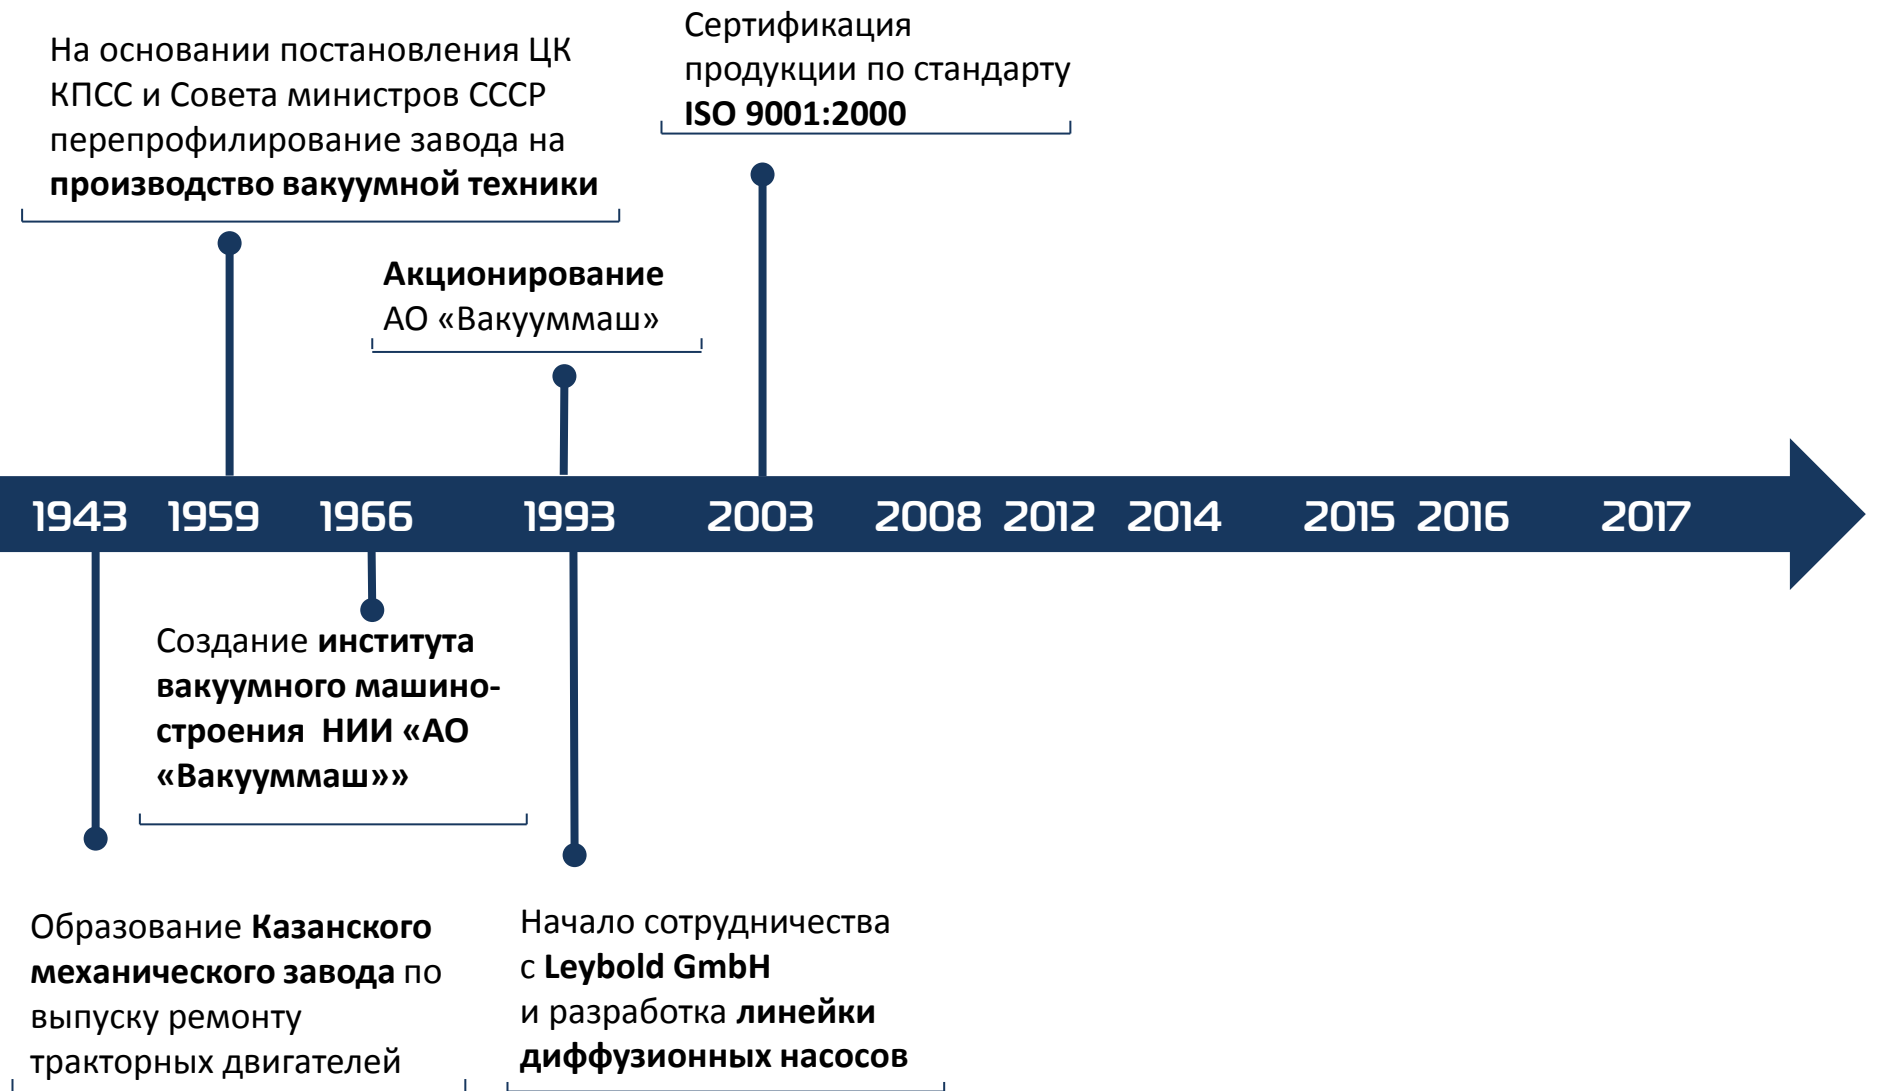 На основании постановления ЦК
КПСС и Совета министров СССР
перепрофилирование завода на
производство вакуумной техники
Сертификация
продукции по стандарту
ISO 9001:2000
Акционирование
АО «Вакууммаш»
1943 1959 1966 1993 2003 2008 2012 2014 2015 2016 2017
Создание института
вакуумного машино-
строения НИИ «АО
«Вакууммаш»»
Образование Казанского
механического завода по
выпуску ремонту
тракторных двигателей
Начало сотрудничества
с Leybold GmbH
и разработка линейки
диффузионных насосов